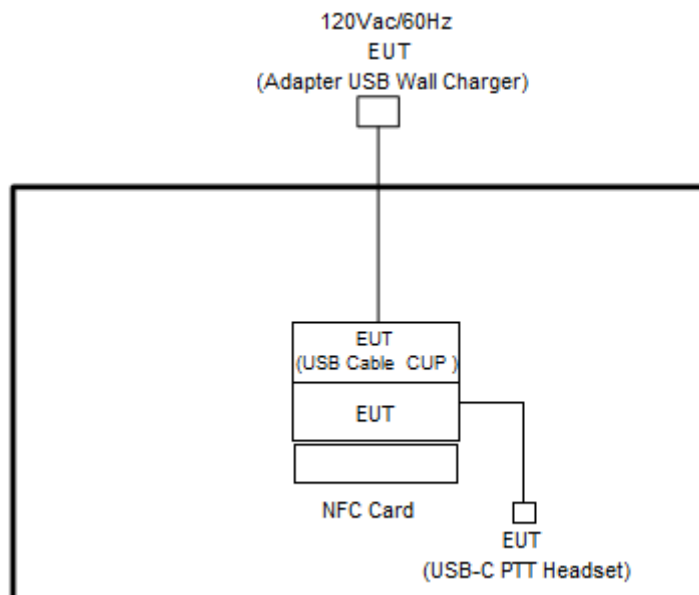 120Vac/60Hz
EUT
(Adapter USB Wall Charger)
EUT
(USB Cable CUP )
EUT
NFC Card
EUT
(USB-C PTT Headset)